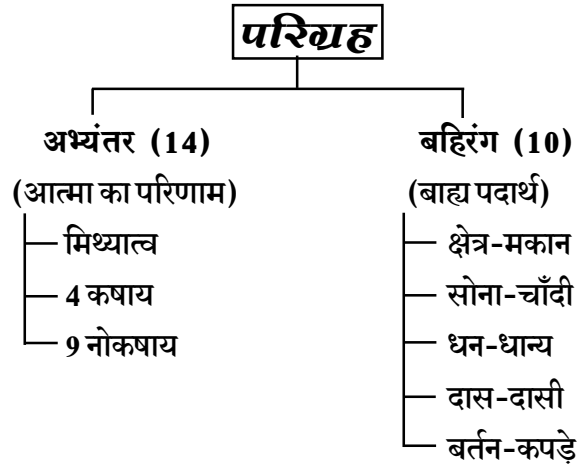 परिग्रह
अभ्यंतर (14)
(आत्मा का परिणाम)
मिथ्यात्व
4 कषाय
9 नोकषाय
बहिरंग (10)
(बाह्य पदार्थ)
क्षेत्र-मकान
सोना-चाँदी
धन-धान्य
दास-दासी
बर्तन-कपड़े